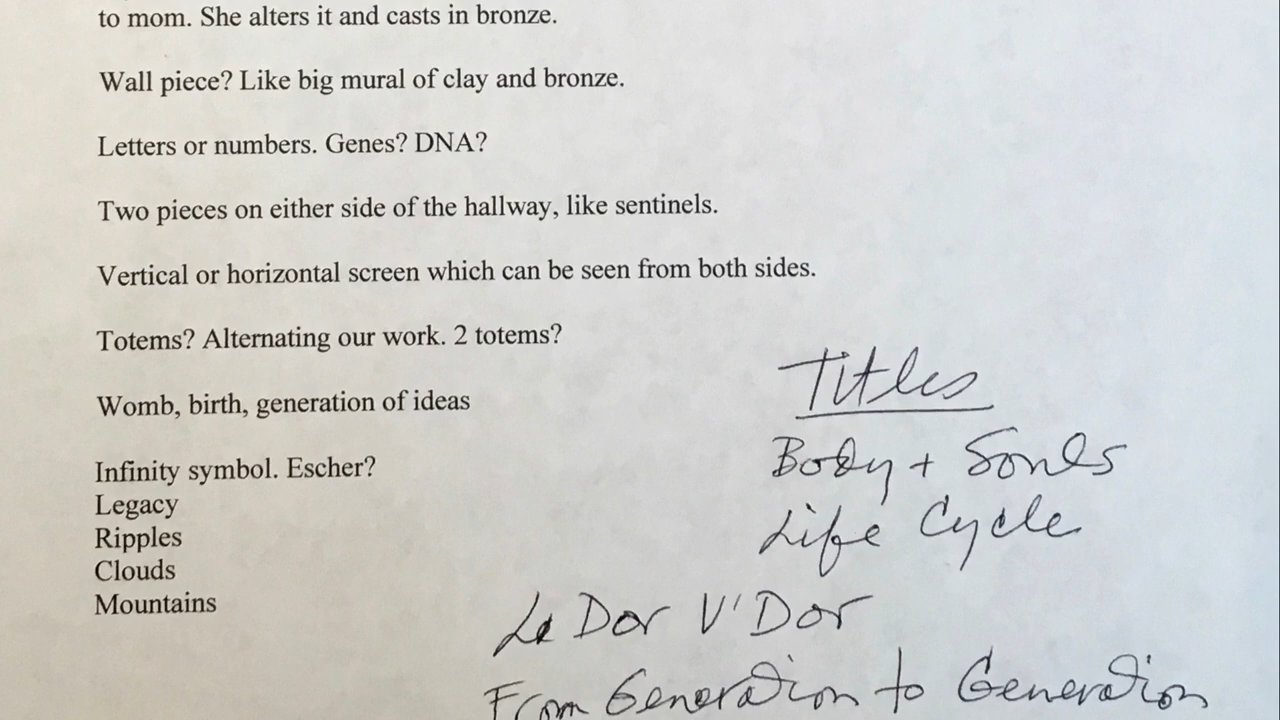 to mom. She alters it and casts in bronze.
Wall piece? Like big mural of clay and bronze.
Letters or numbers. Genes? DNA?
Two pieces on either side of the hallway, like sentinels.
Vertical or horizontal screen which can be seen from both sides.
Totems? Alternating our work. 2 totems?
Womb, birth, generation of ideas
Infinity symbol. Escher?
Legacy
Ripples
Clouds
Mountains
Titles
Body + Souls
Life Cycle
Le Dor V'Dor
From Generation to Generation